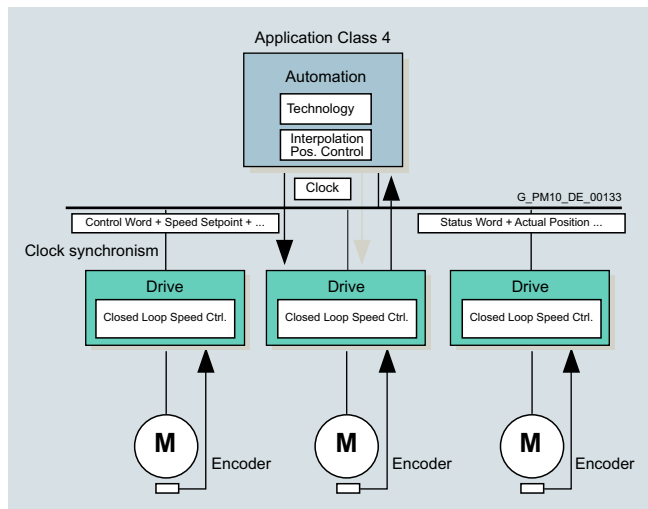 Application Class 4
Automation
Technology
Interpolation
Pos. Control
Clock
G_PM10_DE_00133
Control Word + Speed Setpoint + ...
Status Word + Actual Position ...
Clock synchronism
Drive
Drive
Drive
Closed Loop Speed Ctrl.
Closed Loop Speed Ctrl.
Closed Loop Speed Ctrl.
M
M
M
Encoder
Encoder
Encoder